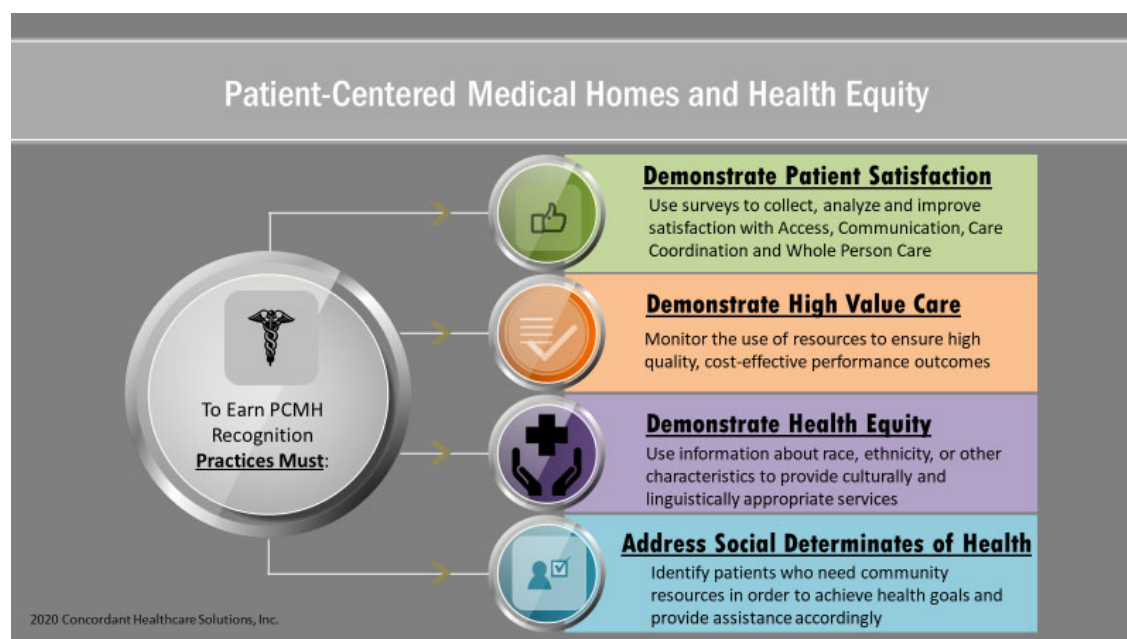 Patient-Centered Medical Homes and Health Equity
To Earn PCMH
Recognition
Practices Must:
Demonstrate Patient Satisfaction
Use surveys to collect, analyze and improve
satisfaction with Access, Communication, Care
Coordination and Whole Person Care
Demonstrate High Value Care
Monitor the use of resources to ensure high
quality, cost-effective performance outcomes
Demonstrate Health Equity
Use information about race, ethnicity, or other
characteristics to provide culturally and
linguistically appropriate services
Address Social Determinates of Health
Identify patients who need community
resources in order to achieve health goals and
provide assistance accordingly
2020 Concordant Healthcare Solutions, Inc.